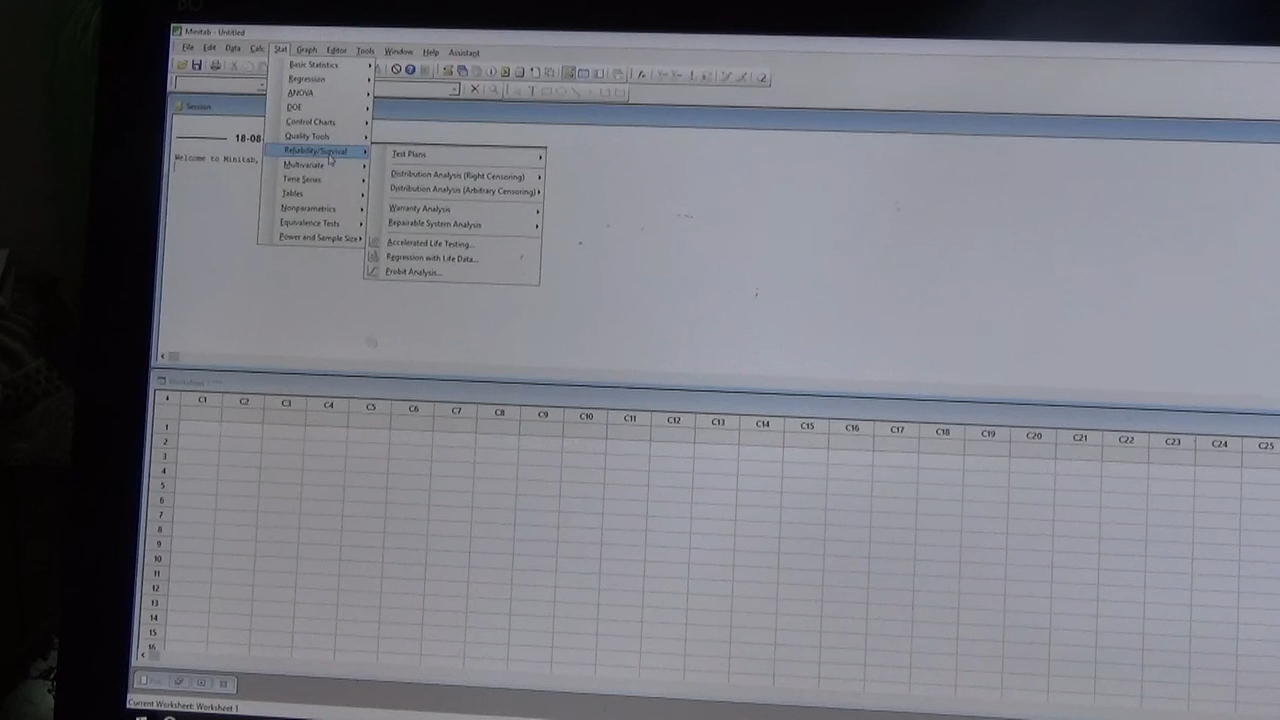 Minitab - Untitled
File Edit Data Calc Stat Graph Editor Tools Window Help Assistant
Basic Statistics
Regression
ANOVA
DOE
Control Charts
Quality Tools
Reliability/Survival
Multivariate
Time Series
Tables
Nonparametrics
Equivalence Tests
Power and Sample Size
Test Plans
Distribution Analysis (Right Censoring)
Distribution Analysis (Arbitrary Censoring)
Warranty Analysis
Repairable System Analysis
Accelerated Life Testing...
Regression with Life Data...
Probit Analysis...
Session
18-08-
Welcome to Minitab,
Worksheet 1 ***
C1 C2 C3 C4 C5 C6 C7 C8 C9 C10 C11 C12 C13 C14 C15 C16 C17 C18 C19 C20 C21 C22 C23 C24 C25
1
2
3
4
5
6
7
8
9
10
11
12
13
14
15
16
Current Worksheet: Worksheet 1